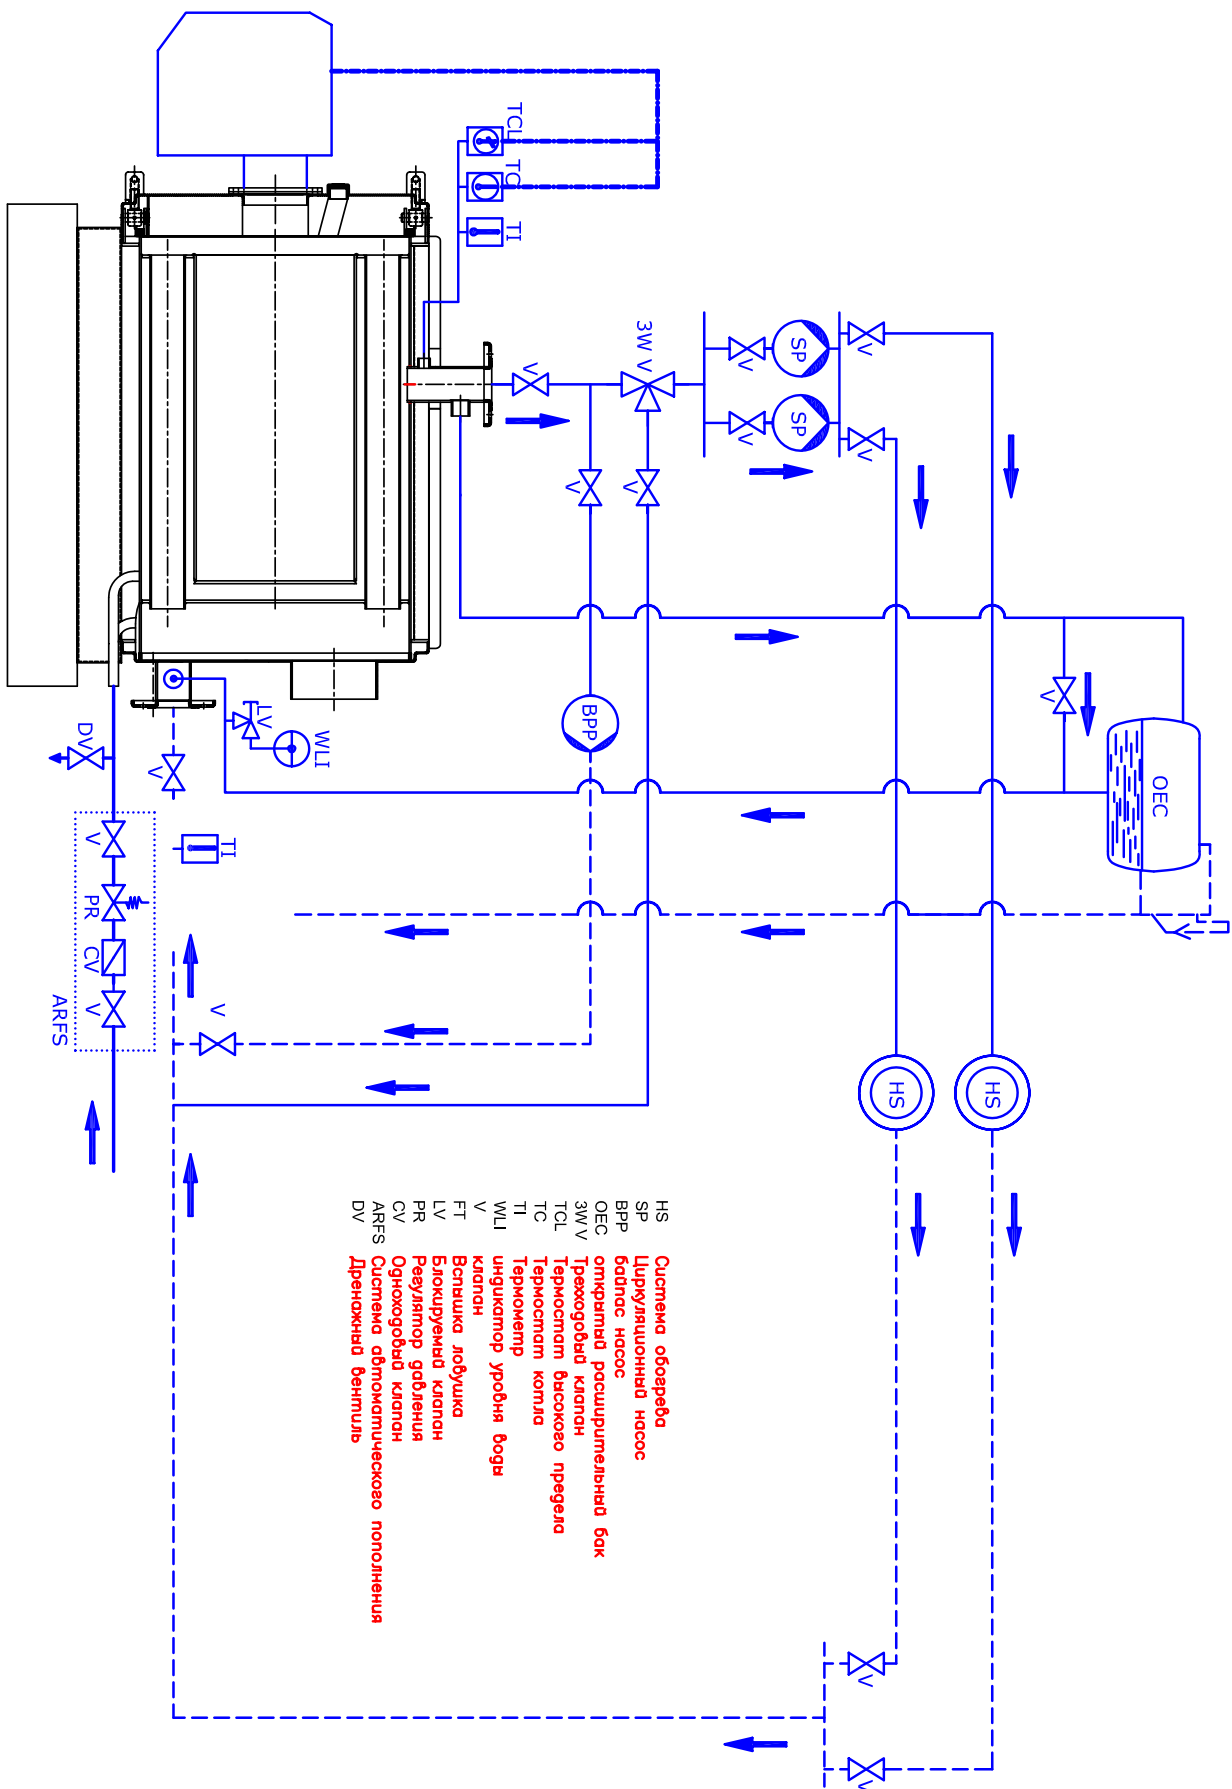 TCL
TC
TI
3W V
V
V
SP
V
V
SP
V
V
V
V
BPP
OEC
LV
WLI
DV
V
TI
V
PR
CV
V
ARFS
V
HS
HS
V
V
HS Система обогрева
SP Циркуляционный насос
BPP байпас насос
OEC открытый расширительный бак
3W V Трехходовый клапан
TCL Термостат высокого предела
TC Термостат котла
TI Термометр
WLI индикатор уровня воды
V клапан
FT Вспышка ловушка
LV Блокируемый клапан
PR Регулятор давления
CV Одноходовый клапан
ARFS Система автоматического пополнения
DV Дренажный вентиль